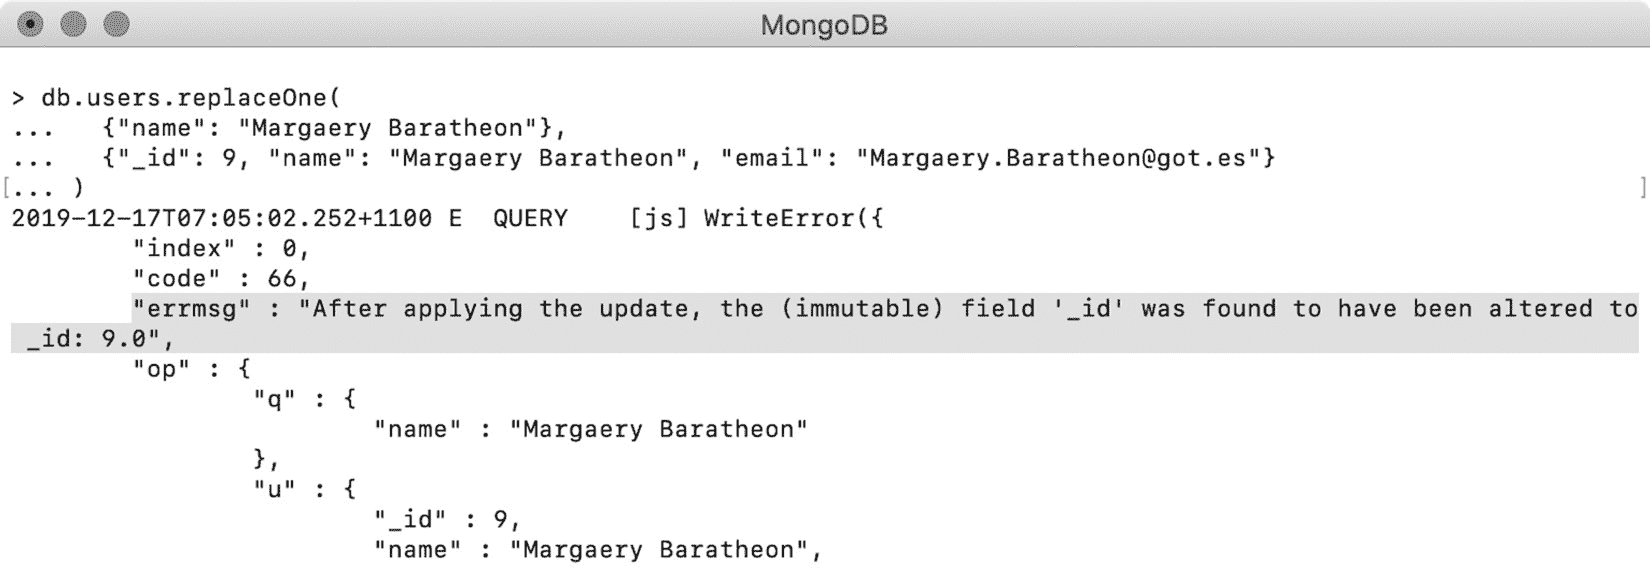 MongoDB
> db.users.replaceOne(
...   {"name": "Margaery Baratheon"},
...   {"_id": 9, "name": "Margaery Baratheon", "email": "Margaery.Baratheon@got.es"}
[... )                                                                                                       ]
2019-12-17T07:05:02.252+1100 E  QUERY    [js] WriteError({
        "index" : 0,
        "code" : 66,
        "errmsg" : "After applying the update, the (immutable) field '_id' was found to have been altered to
 _id: 9.0",
        "op" : {
                "q" : {
                        "name" : "Margaery Baratheon"
                },
                "u" : {
                        "_id" : 9,
                        "name" : "Margaery Baratheon",